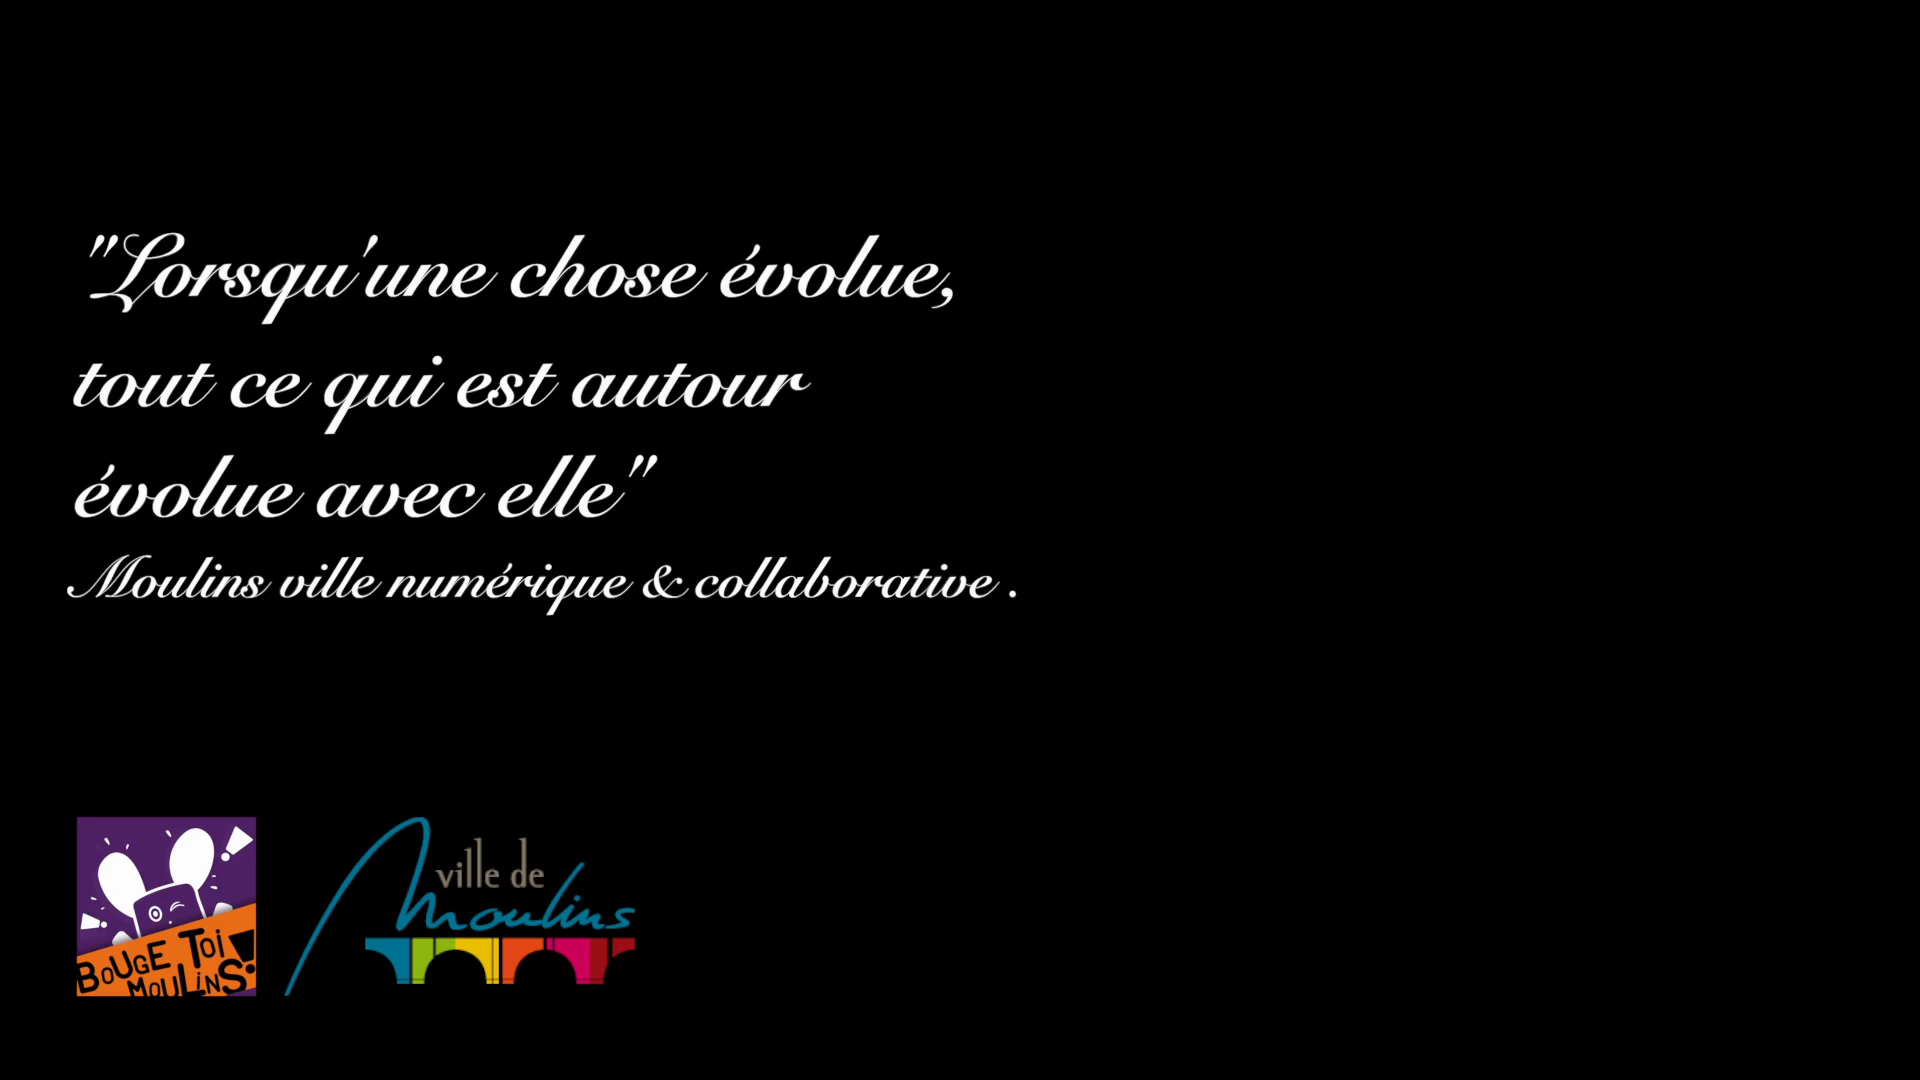 "Lorsqu'une chose évolue,
tout ce qui est autour
évolue avec elle"
Moulins ville numérique & collaborative .
BOUGE TOI
MOULiNS!
ville de
Moulins